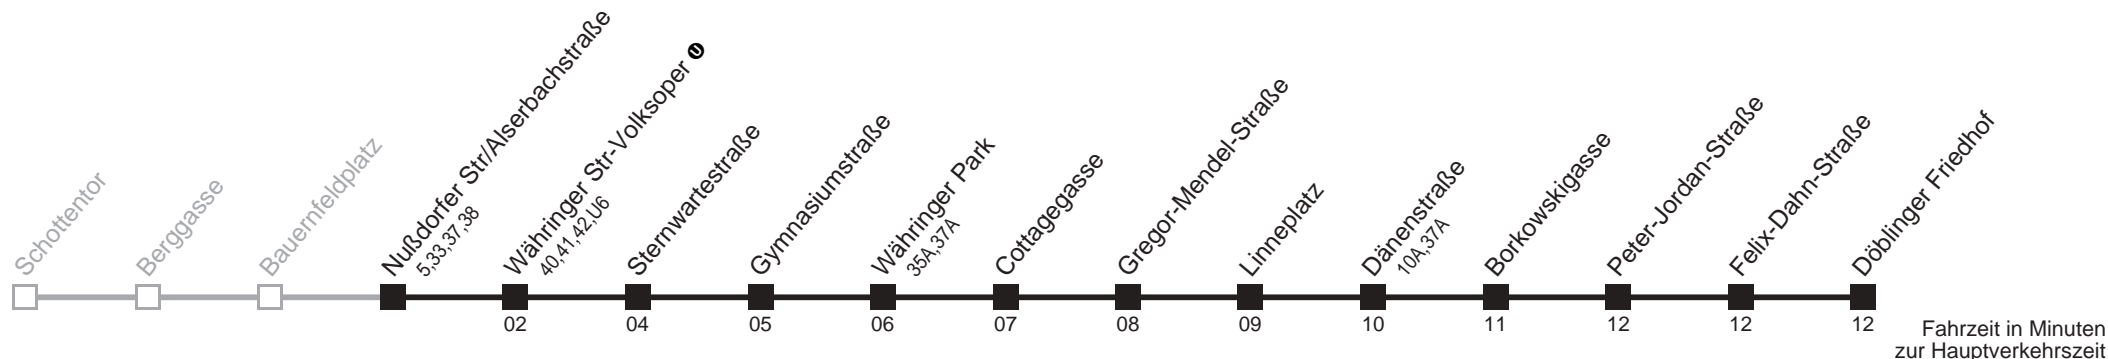 Schottentor
Berggasse
Bauernfeldplatz
Nußdorfer Str/Alserbachstraße
5,33,37,38
Währinger Str-Volksoper U
40,41,42,U6
Sternwartestraße
Gymnasiumstraße
Währinger Park
35A,37A
Cottagegasse
Gregor-Mendel-Straße
Linneplatz
Dänenstraße
10A,37A
Borkowskigasse
Peter-Jordan-Straße
Felix-Dahn-Straße
Döblinger Friedhof
02 04 05 06 07 08 09 10 11 12 12 12
Fahrzeit in Minuten
zur Hauptverkehrszeit